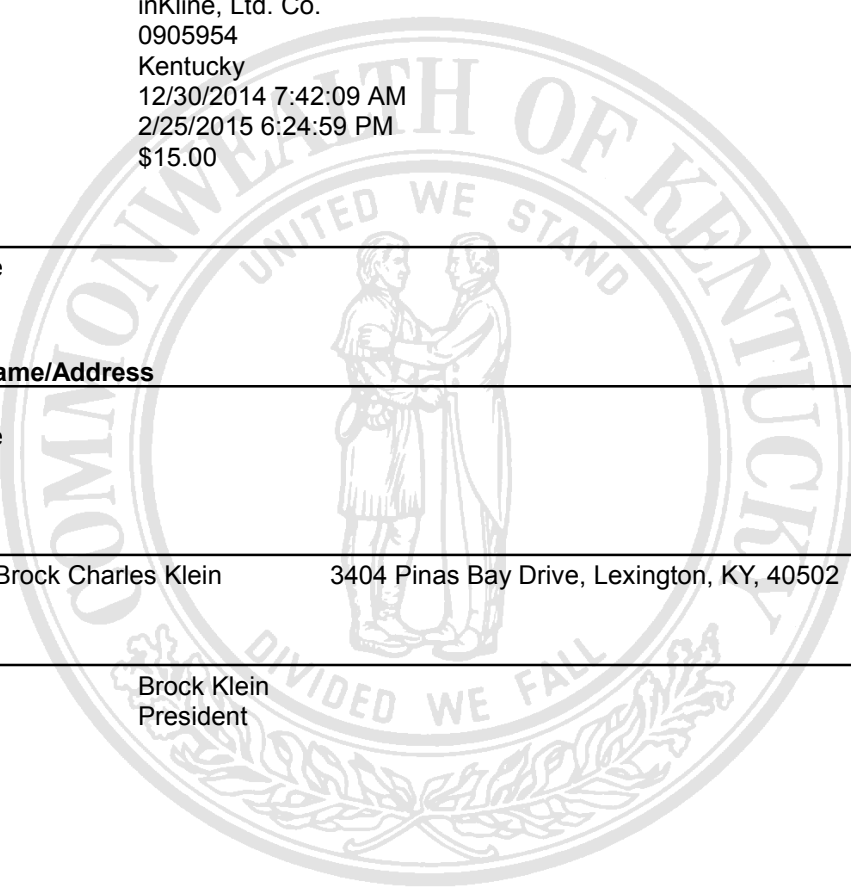 inKline, Ltd. Co.
0905954
Kentucky
12/30/2014 7:42:09 AM
2/25/2015 6:24:59 PM
$15.00
COMMONWEALTH OF KENTUCKY
UNITED WE STAND
e
ame/Address
e
Brock Charles Klein 3404 Pinas Bay Drive, Lexington, KY, 40502
DIVIDED WE FALL
Brock Klein
President